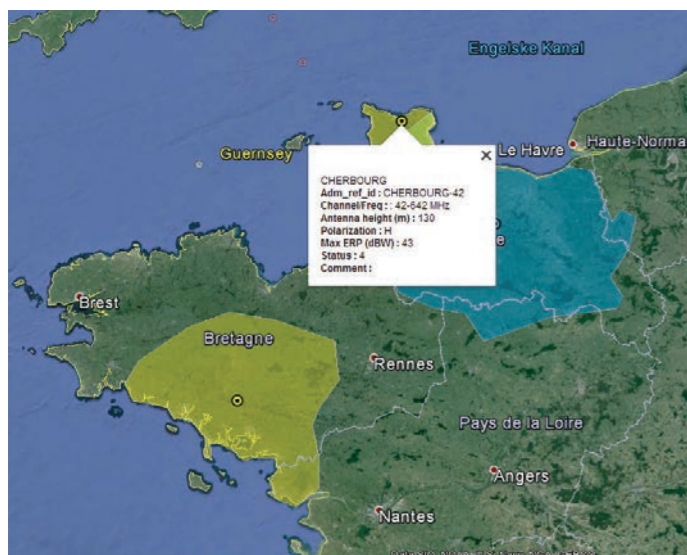 Engelske Kanal
Guernsey
Le Havre
Haute-Norma
CHERBOURG
Adm_ref_id : CHERBOURG-42
Channel/Freq : : 42-642 MHz
Antenna height (m) : 130
Polarization : H
Max ERP (dBW) : 43
Status : 4
Comment :
Brest
Bretagne
Rennes
Pays de la Loire
Angers
Nantes